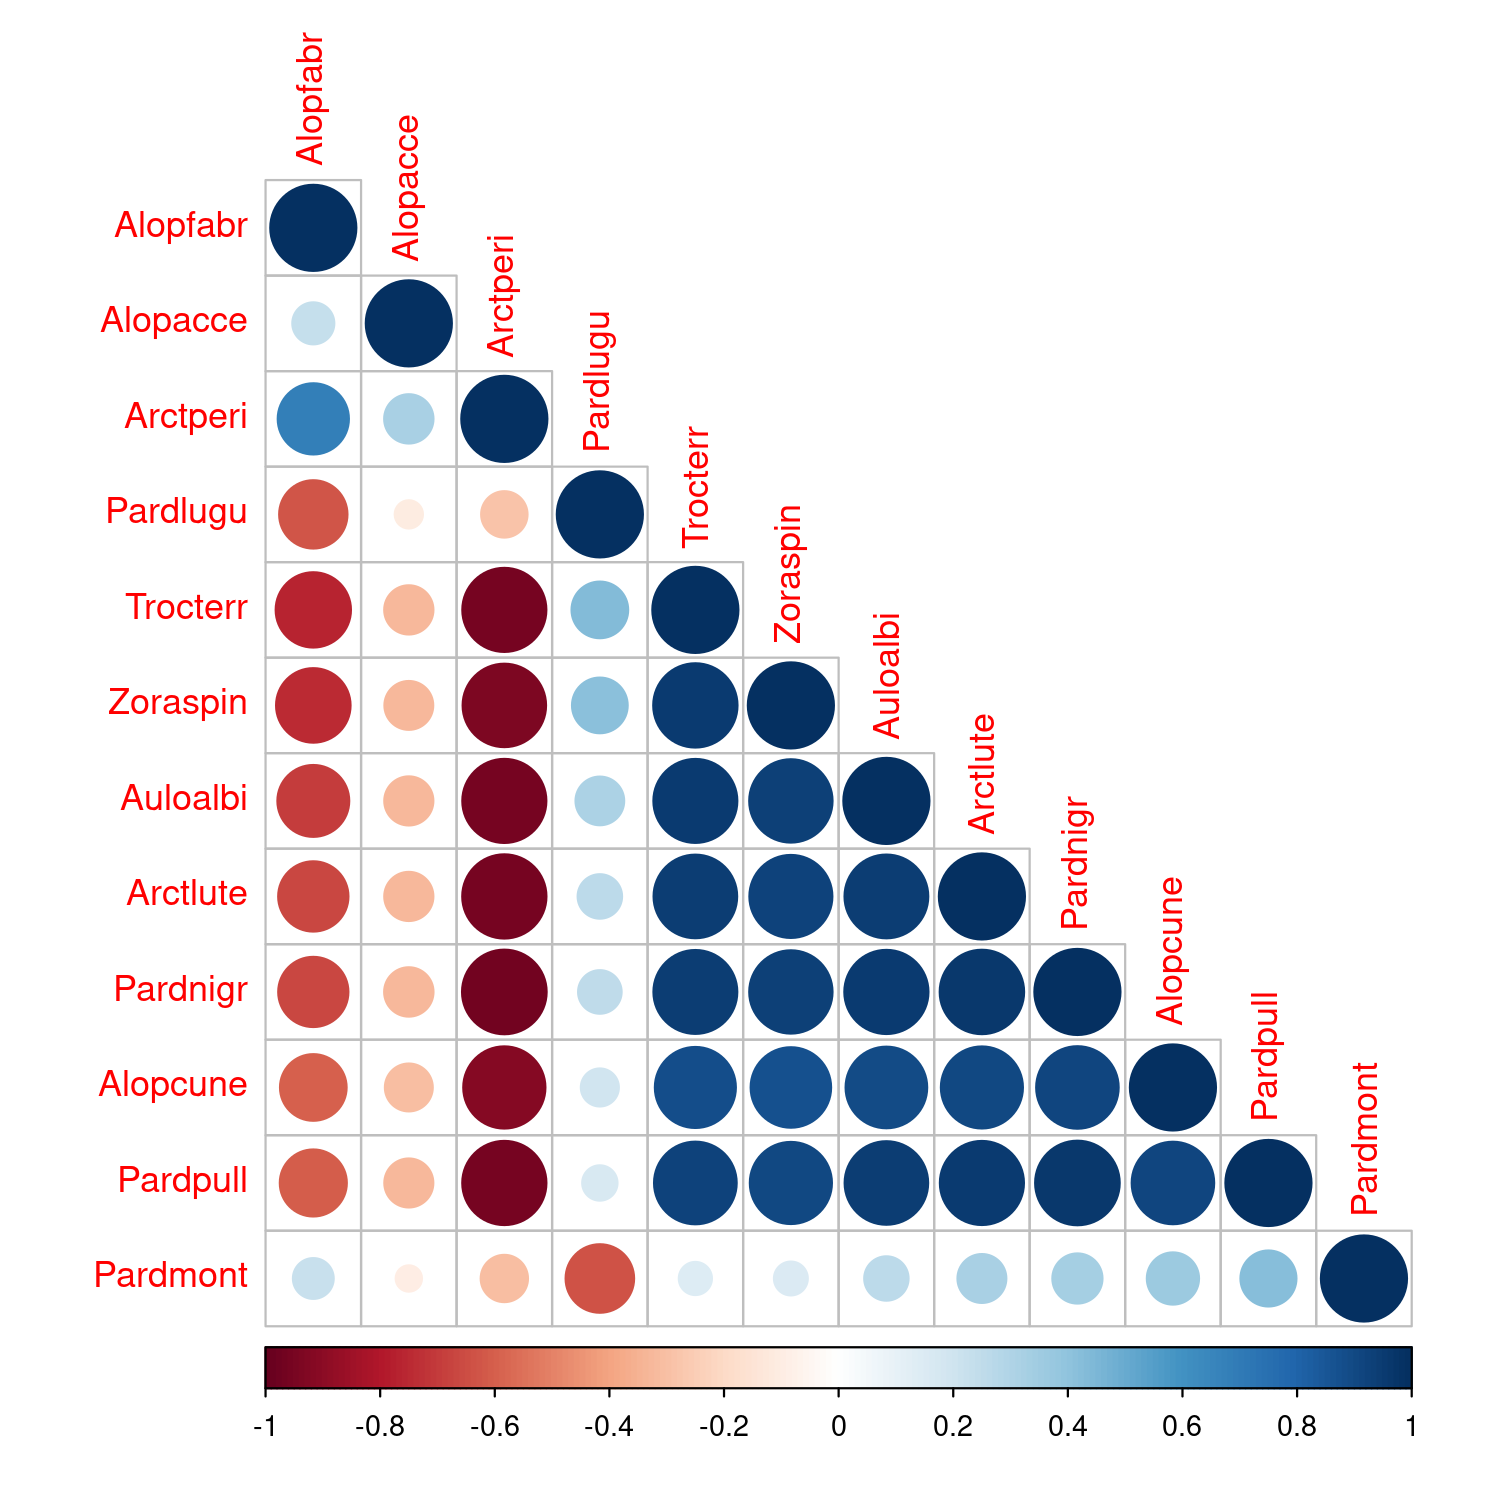 Alopfabr
Alopacce
Arctperi
Pardlugu
Trocterr
Zoraspin
Auloalbi
Arctlute
Pardnigr
Alopcune
Pardpull
Pardmont
Alopfabr
Alopacce
Arctperi
Pardlugu
Trocterr
Zoraspin
Auloalbi
Arctlute
Pardnigr
Alopcune
Pardpull
Pardmont
-1 -0.8 -0.6 -0.4 -0.2 0 0.2 0.4 0.6 0.8 1